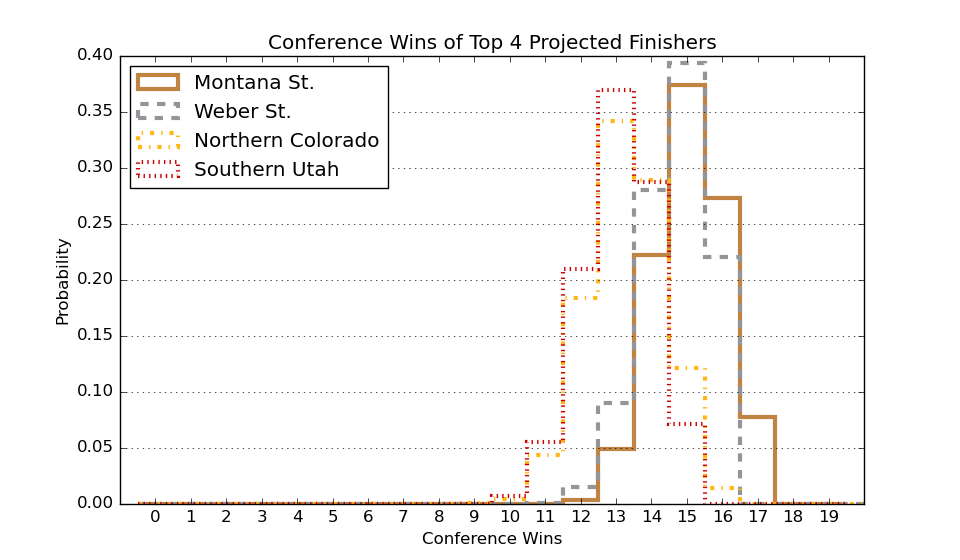 Conference Wins of Top 4 Projected Finishers
Montana St.
Weber St.
Northern Colorado
Southern Utah
0.40
0.35
0.30
0.25
0.20
0.15
0.10
0.05
0.00
Probability
0 1 2 3 4 5 6 7 8 9 10 11 12 13 14 15 16 17 18 19
Conference Wins